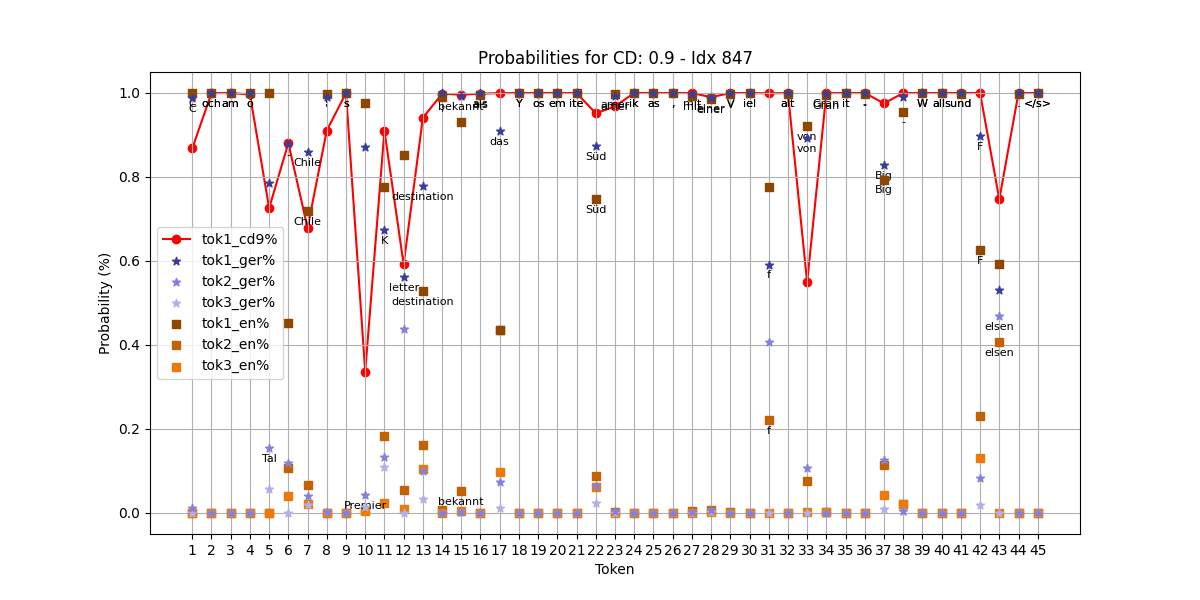 Probabilities for CD: 0.9 - Idx 847
Probability (%)
1.0
0.8
0.6
0.4
0.2
0.0
och am o
s
bekannt
als
Y os em ite
das
Süd
Süd
ik as ,
einer
V iel
alt
von
von
it -
Big
Big
-
W alls und
F
F
. </s>
Chile
Chile
destination
destination
K
letter
f
f
elsen
elsen
Tal
Premier
bekannt
tok1_cd9%
tok1_ger%
tok2_ger%
tok3_ger%
tok1_en%
tok2_en%
tok3_en%
1 2 3 4 5 6 7 8 9 10 11 12 13 14 15 16 17 18 19 20 21 22 23 24 25 26 27 28 29 30 31 32 33 34 35 36 37 38 39 40 41 42 43 44 45
Token